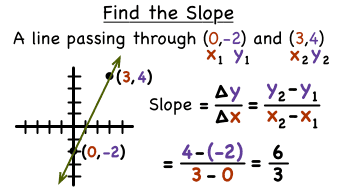 Find the Slope
A line passing through (0,-2) and (3,4)
x₁ y₁ x₂ y₂
(3,4)
Slope = Δy/Δx = y₂-y₁/x₂-x₁
(0,-2)
= 4-(-2)/3-0 = 6/3